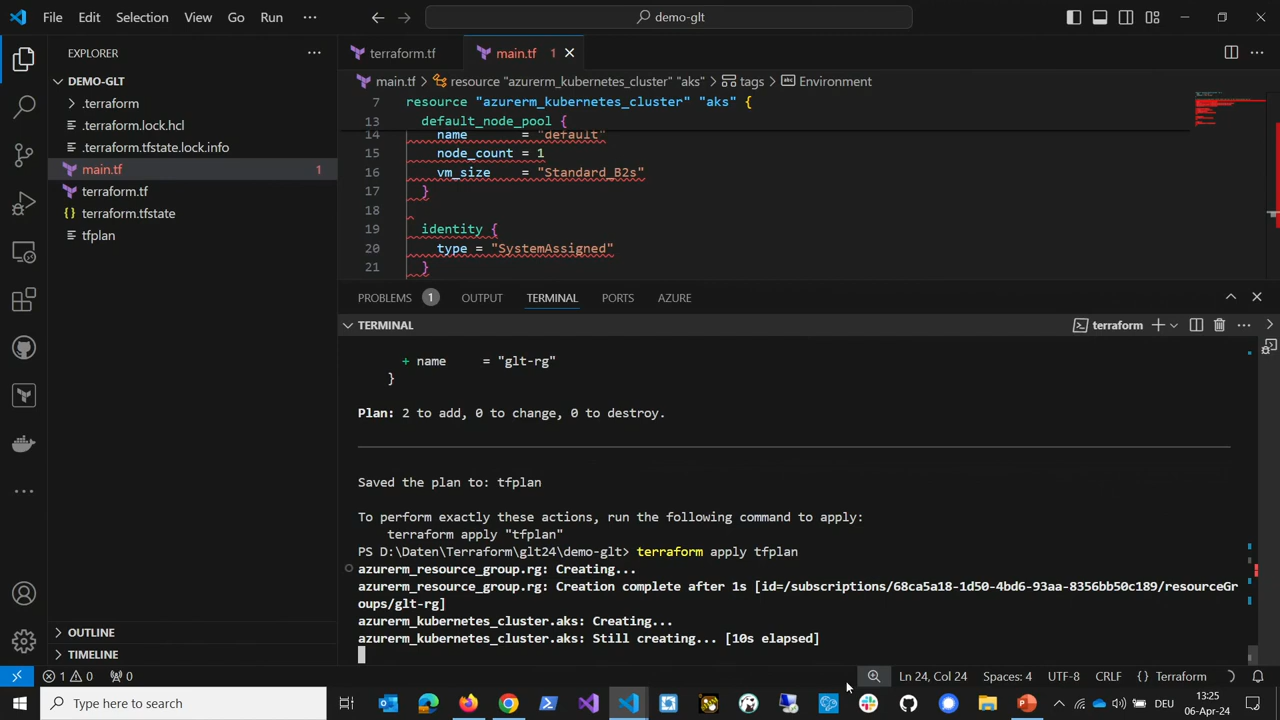 File Edit Selection View Go Run ··· demo-glt
EXPLORER ···
DEMO-GLT
.terraform
.terraform.lock.hcl
.terraform.tfstate.lock.info
main.tf 1
terraform.tf
terraform.tfstate
tfplan
OUTLINE
TIMELINE
terraform.tf main.tf 1
main.tf > resource "azurerm_kubernetes_cluster" "aks" > tags > Environment
7 resource "azurerm_kubernetes_cluster" "aks" {
13 default_node_pool {
14 name = "default"
15 node_count = 1
16 vm_size = "Standard_B2s"
17 }
18
19 identity {
20 type = "SystemAssigned"
21 }
PROBLEMS 1 OUTPUT TERMINAL PORTS AZURE
TERMINAL terraform
+ name = "glt-rg"
}
Plan: 2 to add, 0 to change, 0 to destroy.
Saved the plan to: tfplan
To perform exactly these actions, run the following command to apply:
terraform apply "tfplan"
PS D:\Daten\Terraform\glt24\demo-glt> terraform apply tfplan
azurerm_resource_group.rg: Creating...
azurerm_resource_group.rg: Creation complete after 1s [id=/subscriptions/68ca5a18-1d50-4bd6-93aa-8356bb50c189/resourceGr
oups/glt-rg]
azurerm_kubernetes_cluster.aks: Creating...
azurerm_kubernetes_cluster.aks: Still creating... [10s elapsed]
1 0 0 Ln 24, Col 24 Spaces: 4 UTF-8 CRLF {} Terraform
Type here to search DEU 13:25
06-Apr-24